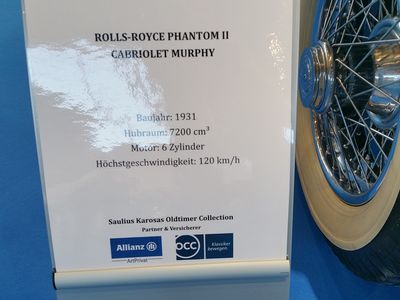 ROLLS-ROYCE PHANTOM II
CABRIOLET MURPHY
Baujahr: 1931
Hubraum: 7200 cm³
Motor: 6 Zylinder
Höchstgeschwindigkeit: 120 km/h
Saulius Karosas Oldtimer Collection
Partner & Versicherer
Allianz
ArtPrivat
OCC
Klassiker
bewegen.